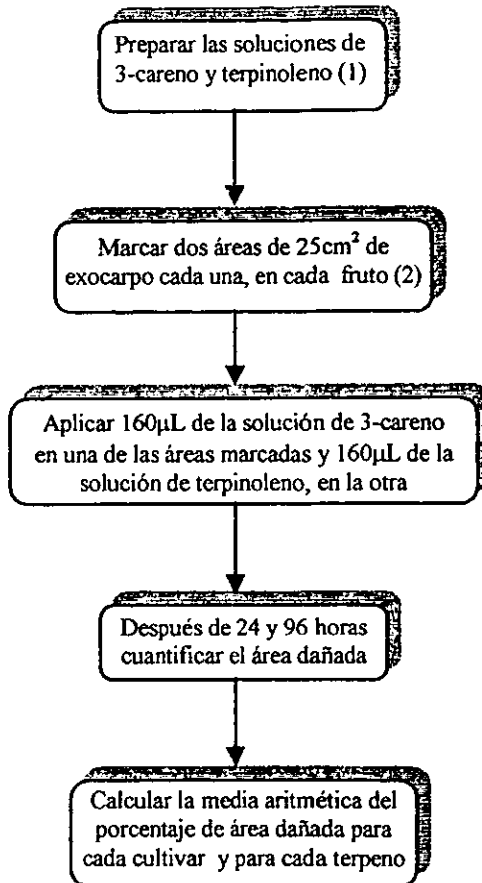 Preparar las soluciones de
3-careno y terpinoleno (1)
Marcar dos áreas de 25cm² de
exocarpo cada una, en cada fruto (2)
Aplicar 160µL de la solución de 3-careno
en una de las áreas marcadas y 160µL de la
solución de terpinoleno, en la otra
Después de 24 y 96 horas
cuantificar el área dañada
Calcular la media aritmética del
porcentaje de área dañada para
cada cultivar y para cada terpeno